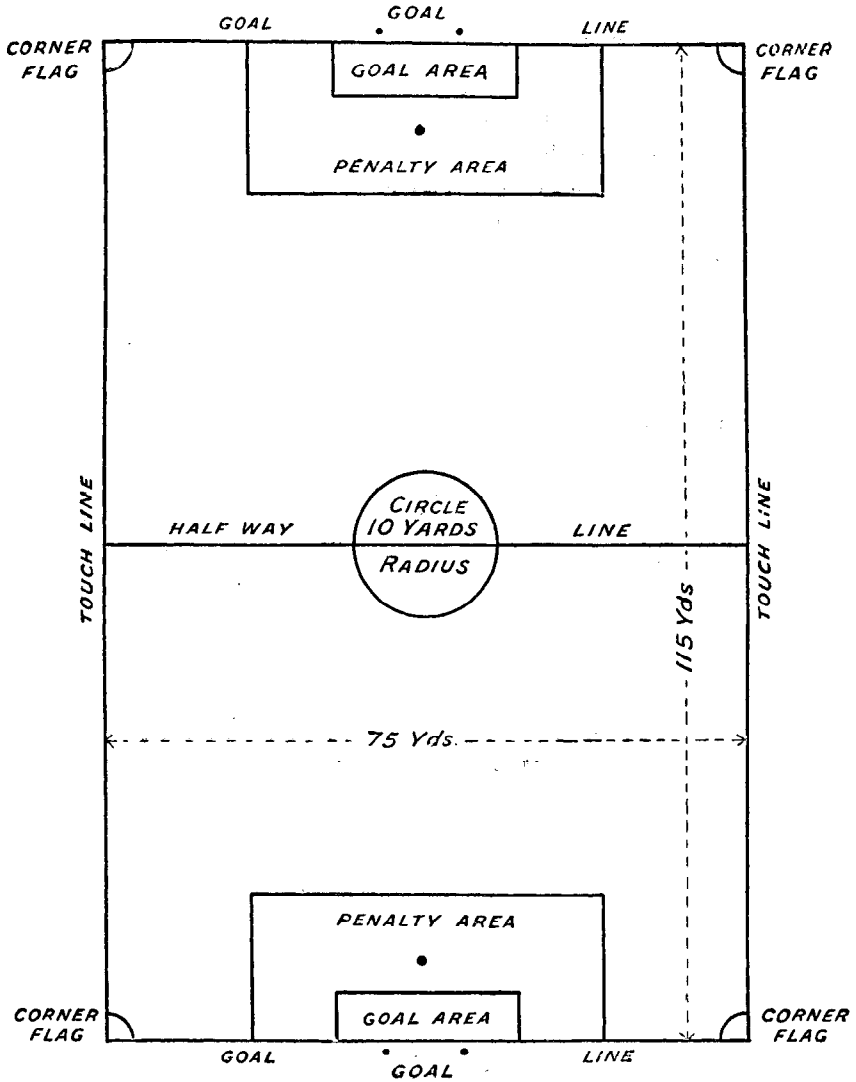 GOAL
GOAL LINE
CORNER
FLAG
CORNER
FLAG
GOAL AREA
PENALTY AREA
TOUCH LINE
CIRCLE
HALF WAY 10 YARDS LINE
RADIUS
TOUCH LINE
115 Yds
75 Yds.
PENALTY AREA
CORNER
FLAG
GOAL AREA
CORNER
FLAG
GOAL LINE
GOAL